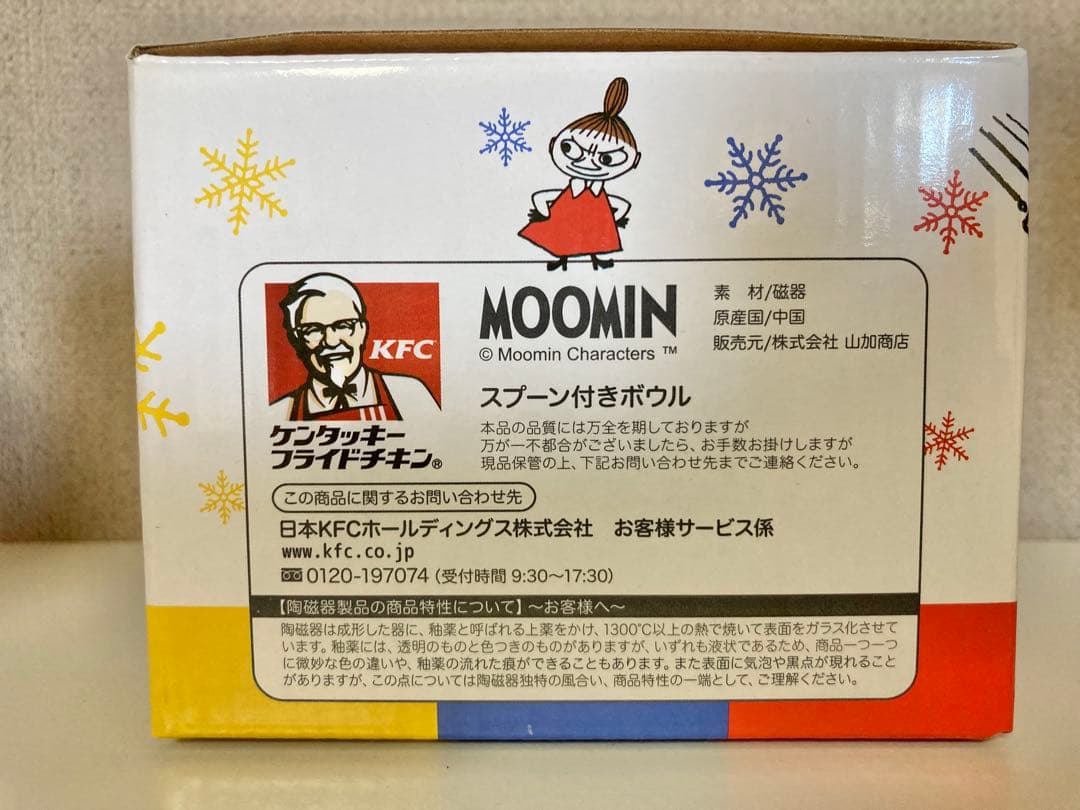 KFC
ケンタッキー
フライドチキン®
MOOMIN
© Moomin Characters ™
素 材/磁器
原産国/中国
販売元/株式会社 山加商店
スプーン付きボウル
本品の品質には万全を期しておりますが
万が一不都合がございましたら、お手数お掛けしますが
現品保管の上、下記お問い合わせ先までご連絡ください。
この商品に関するお問い合わせ先
日本KFCホールディングス株式会社 お客様サービス係
www.kfc.co.jp
0120-197074 (受付時間 9:30〜17:30)
【陶磁器製品の商品特性について】〜お客様へ〜
陶磁器は成形した器に、釉薬と呼ばれる上薬をかけ、1300℃以上の熱で焼いて表面をガラス化させて
います。釉薬には、透明のものと色つきのものがありますが、いずれも液状であるため、商品一つ一つ
に微妙な色の違いや、釉薬の流れた痕ができることもあります。また表面に気泡や黒点が現れること
がありますが、この点については陶磁器独特の風合い、商品特性の一端として、ご理解ください。